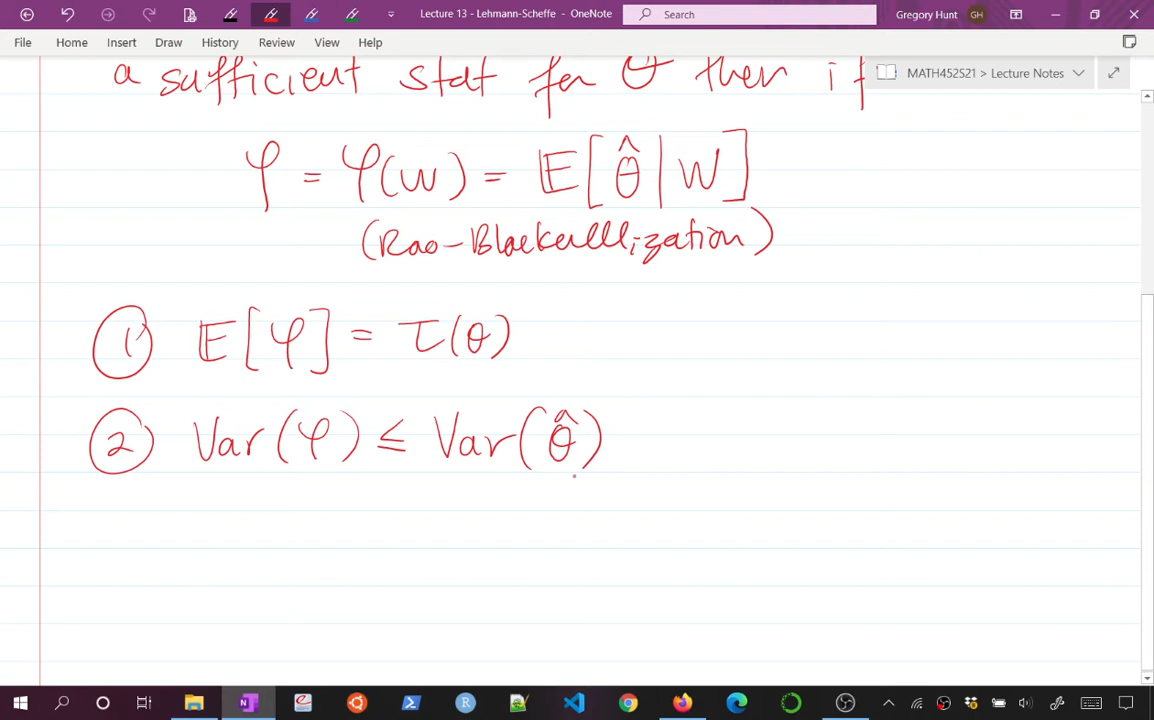 Lecture 13 - Lehmann-Scheffe - OneNote
Search
Gregory Hunt
GH
File Home Insert Draw History Review View Help
MATH452S21 > Lecture Notes
a sufficient stat for θ then if
φ = φ(W) = E[θ̂ | W]
(Rao-Blackwellization)
① E[φ] = τ(θ)
② Var(φ) ≤ Var(θ̂)